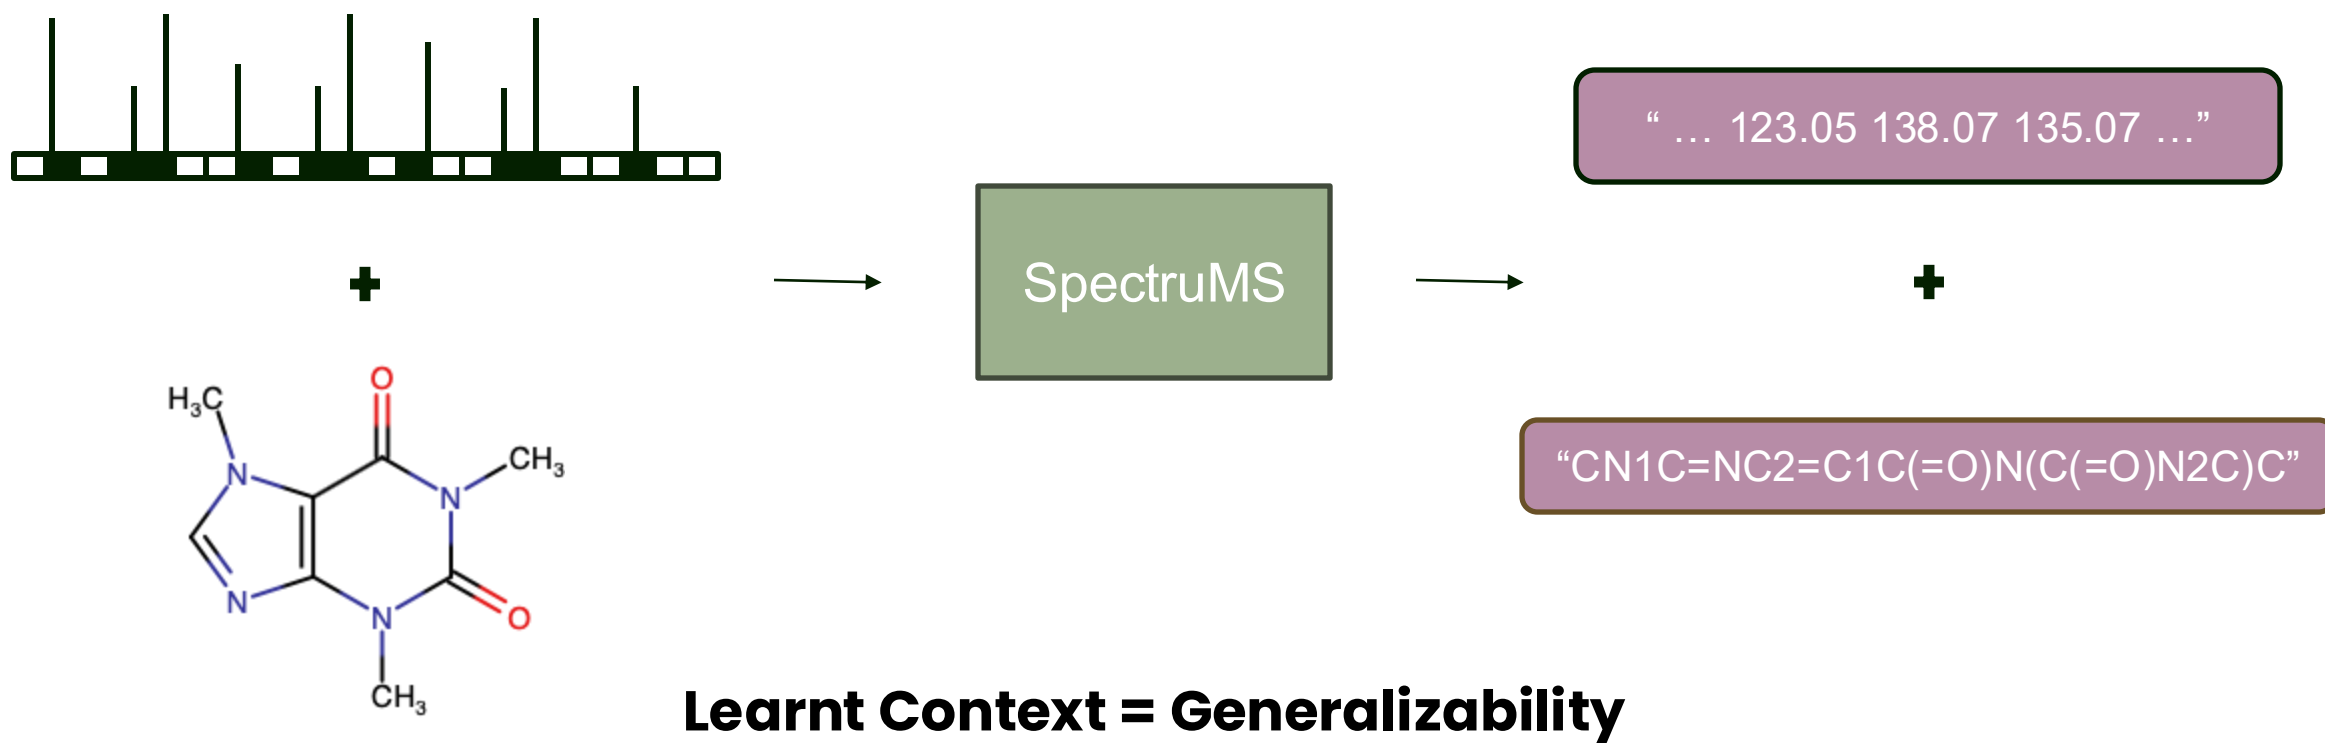 “ … 123.05 138.07 135.07 …”
SpectruMS
O
H₃C
CH₃
N
N
N
N
O
CH₃
“CN1C=NC2=C1C(=O)N(C(=O)N2C)C”
Learnt Context = Generalizability